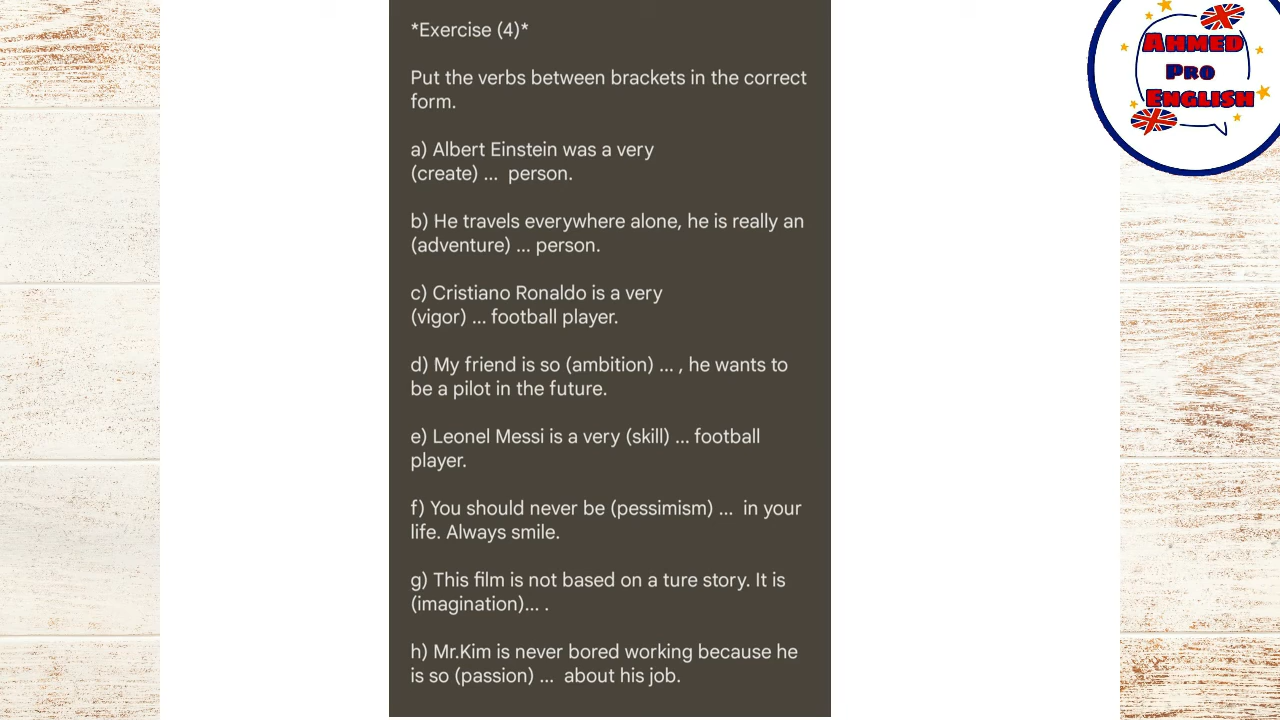 *Exercise (4)*
Put the verbs between brackets in the correct
form.
a) Albert Einstein was a very
(create) ... person.
b) He travels everywhere alone, he is really an
(adventure) ... person.
c) Cristiano Ronaldo is a very
(vigor) ... football player.
d) My friend is so (ambition) ... , he wants to
be a pilot in the future.
e) Leonel Messi is a very (skill) ... football
player.
f) You should never be (pessimism) ... in your
life. Always smile.
g) This film is not based on a ture story. It is
(imagination)... .
h) Mr.Kim is never bored working because he
is so (passion) ... about his job.
Ahmed
Pro
English